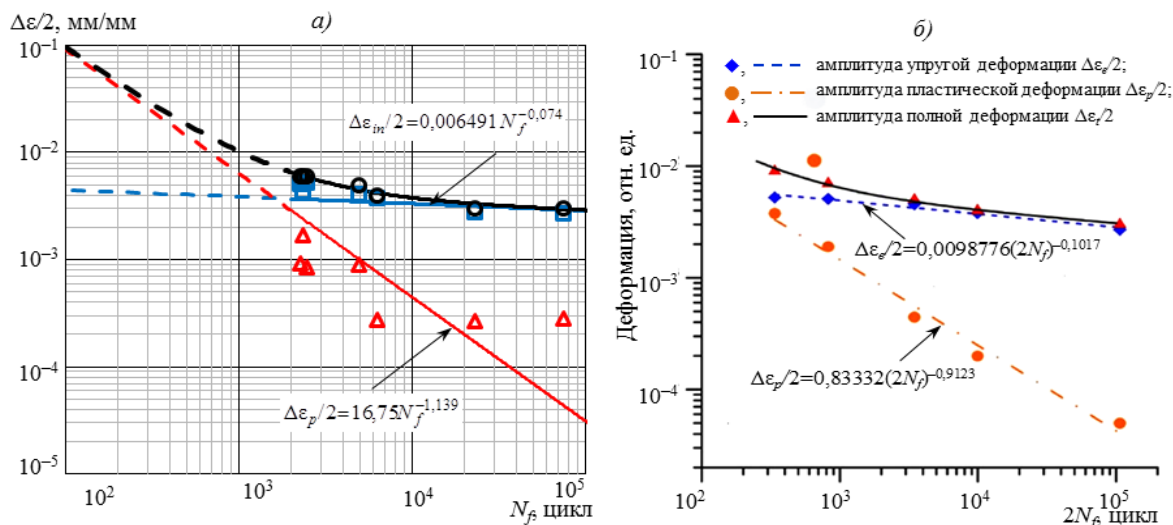 Δε/2, мм/мм
а)
10⁻¹
10⁻²
10⁻³
10⁻⁴
10⁻⁵
Δε_in/2=0,006491 N_f^−0,074
Δε_p/2=16,75N_f^−1,139
10²
10³
10⁴
10⁵
N_f, цикл
б)
Деформация, отн. ед.
10⁻¹
10⁻²
10⁻³
10⁻⁴
, амплитуда упругой деформации Δε_e/2;
, амплитуда пластической деформации Δε_p/2;
, амплитуда полной деформации Δε_t/2
Δε_e/2=0,0098776(2N_f)^−0,1017
Δε_p/2=0,83332(2N_f)^−0,9123
10²
10³
10⁴
10⁵
2N_f, цикл